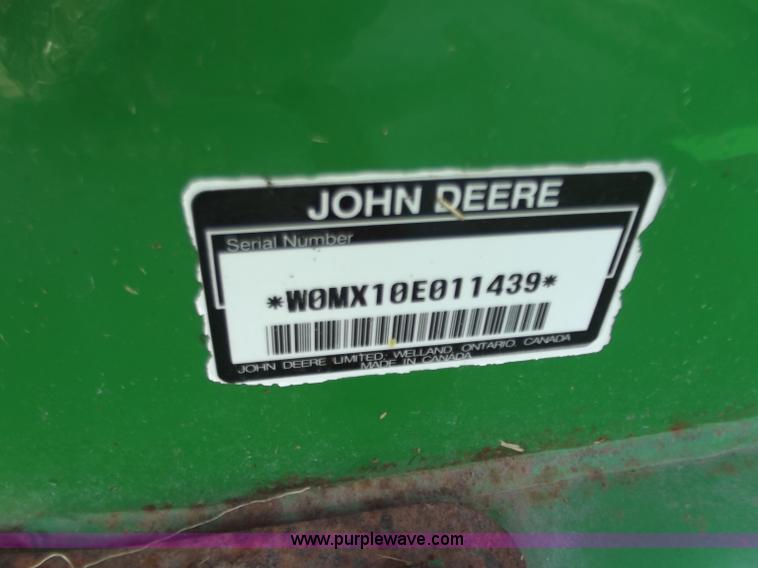 JOHN DEERE
Serial Number
*W0MX10E011439*
JOHN DEERE LIMITED; WELLAND, ONTARIO, CANADA
MADE IN CANADA
www.purplewave.com